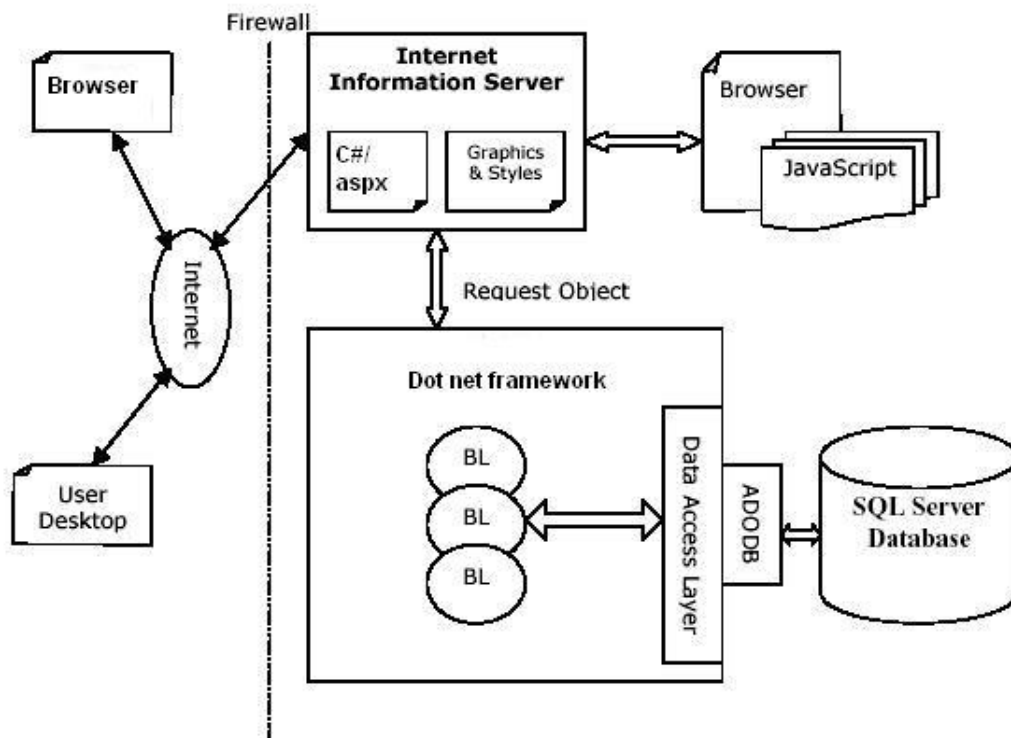 Firewall
Internet
Information Server
Browser
C#/
aspx
Graphics
& Styles
Browser
JavaScript
Internet
Request Object
Dot net framework
BL
BL
BL
Data Access Layer
ADODB
SQL Server
Database
User
Desktop